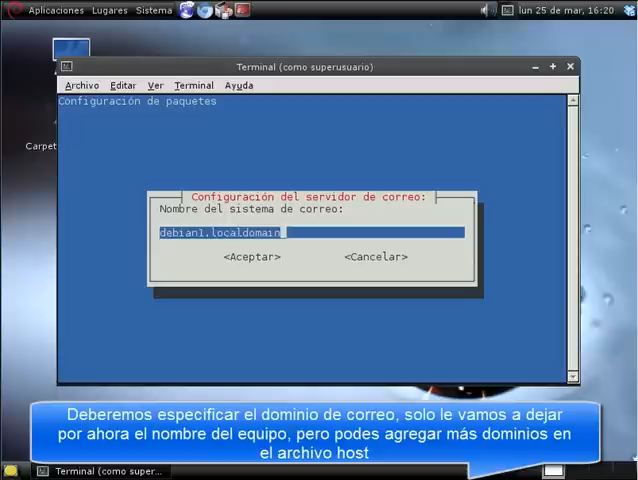 Aplicaciones Lugares Sistema lun 25 de mar, 16:20
Terminal (como superusuario)
Archivo Editar Ver Terminal Ayuda
Configuración de paquetes
Carpet
Configuración del servidor de correo:
Nombre del sistema de correo:
debian1.localdomain
<Aceptar> <Cancelar>
Deberemos especificar el dominio de correo, solo le vamos a dejar
por ahora el nombre del equipo, pero podes agregar más dominios en
el archivo host
Terminal (como super...